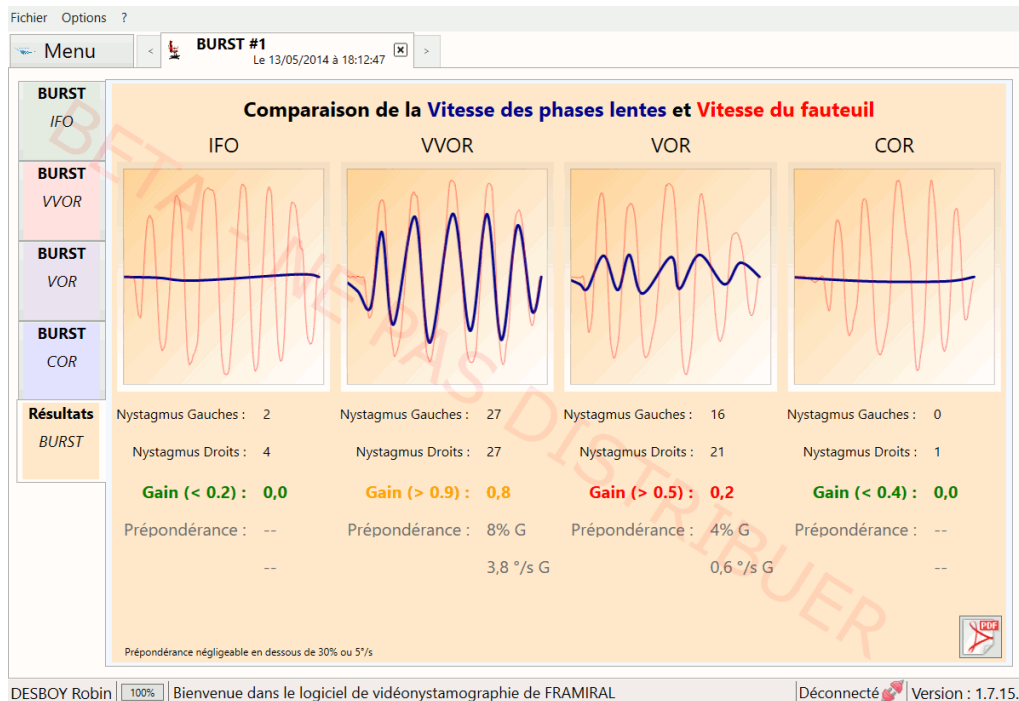 Fichier Options ?
Menu
< BURST #1 >
Le 13/05/2014 à 18:12:47
BURST
IFO
BURST
VVOR
BURST
VOR
BURST
COR
Résultats
BURST
Comparaison de la Vitesse des phases lentes et Vitesse du fauteuil
IFO VVOR VOR COR
Nystagmus Gauches : 2 Nystagmus Gauches : 27 Nystagmus Gauches : 16 Nystagmus Gauches : 0
Nystagmus Droits : 4 Nystagmus Droits : 27 Nystagmus Droits : 21 Nystagmus Droits : 1
Gain (< 0.2) : 0,0 Gain (> 0.9) : 0,8 Gain (> 0.5) : 0,2 Gain (< 0.4) : 0,0
Prépondérance : -- Prépondérance : 8% G Prépondérance : 4% G Prépondérance : --
-- 3,8 °/s G 0,6 °/s G --
BETA - NE PAS DISTRIBUER
PDF
Prépondérance négligeable en dessous de 30% ou 5°/s
DESBOY Robin 100% Bienvenue dans le logiciel de vidéonystamographie de FRAMIRAL Déconnecté Version : 1.7.15.